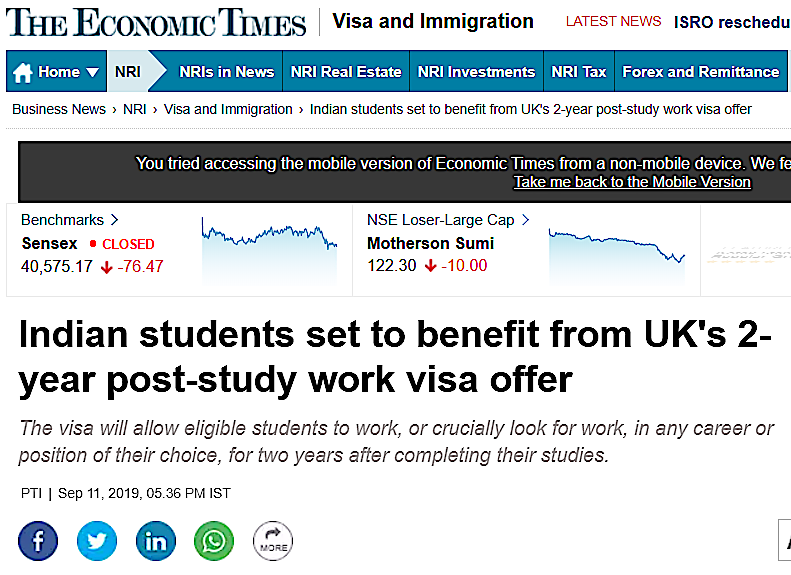 THE ECONOMIC TIMES
Visa and Immigration
LATEST NEWS ISRO reschedu
Home NRI NRIs in News NRI Real Estate NRI Investments NRI Tax Forex and Remittance
Business News › NRI › Visa and Immigration › Indian students set to benefit from UK's 2-year post-study work visa offer
You tried accessing the mobile version of Economic Times from a non-mobile device. We fe
Take me back to the Mobile Version
Benchmarks >
Sensex • CLOSED
40,575.17 ↓ -76.47
NSE Loser-Large Cap >
Motherson Sumi
122.30 ↓ -10.00
Indian students set to benefit from UK's 2-
year post-study work visa offer
The visa will allow eligible students to work, or crucially look for work, in any career or
position of their choice, for two years after completing their studies.
PTI | Sep 11, 2019, 05.36 PM IST
MORE